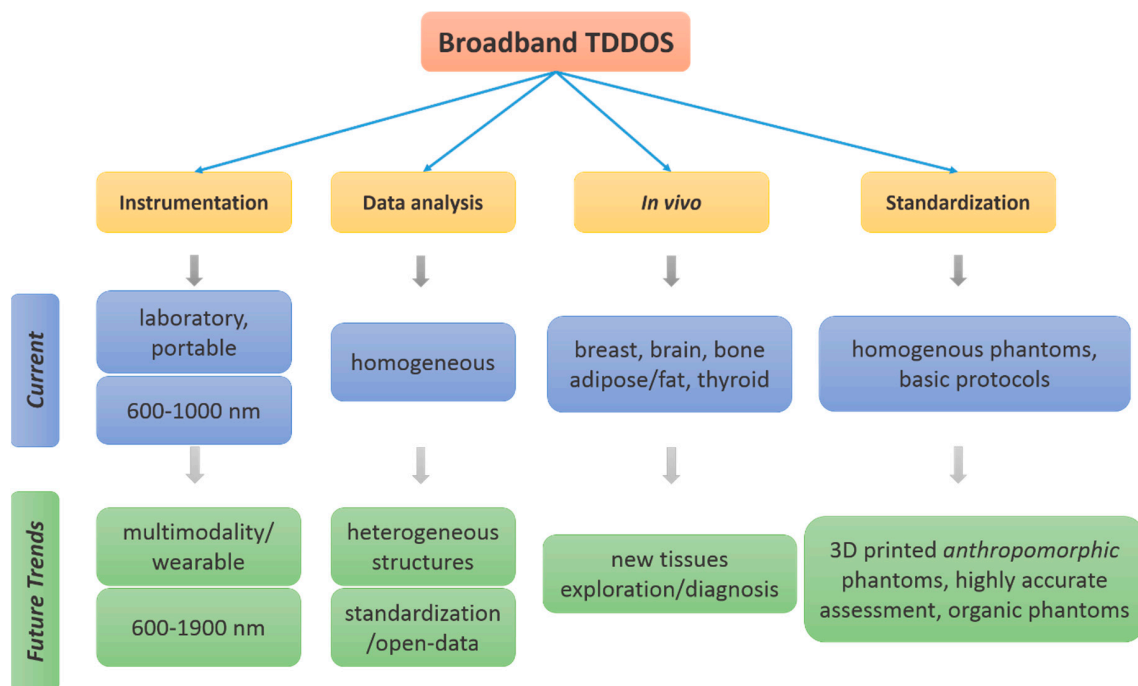 Broadband TDDOS
Instrumentation
Data analysis
In vivo
Standardization
Current
laboratory,
portable
600-1000 nm
homogeneous
breast, brain, bone
adipose/fat, thyroid
homogenous phantoms,
basic protocols
Future Trends
multimodality/
wearable
600-1900 nm
heterogeneous
structures
standardization
/open-data
new tissues
exploration/diagnosis
3D printed anthropomorphic
phantoms, highly accurate
assessment, organic phantoms